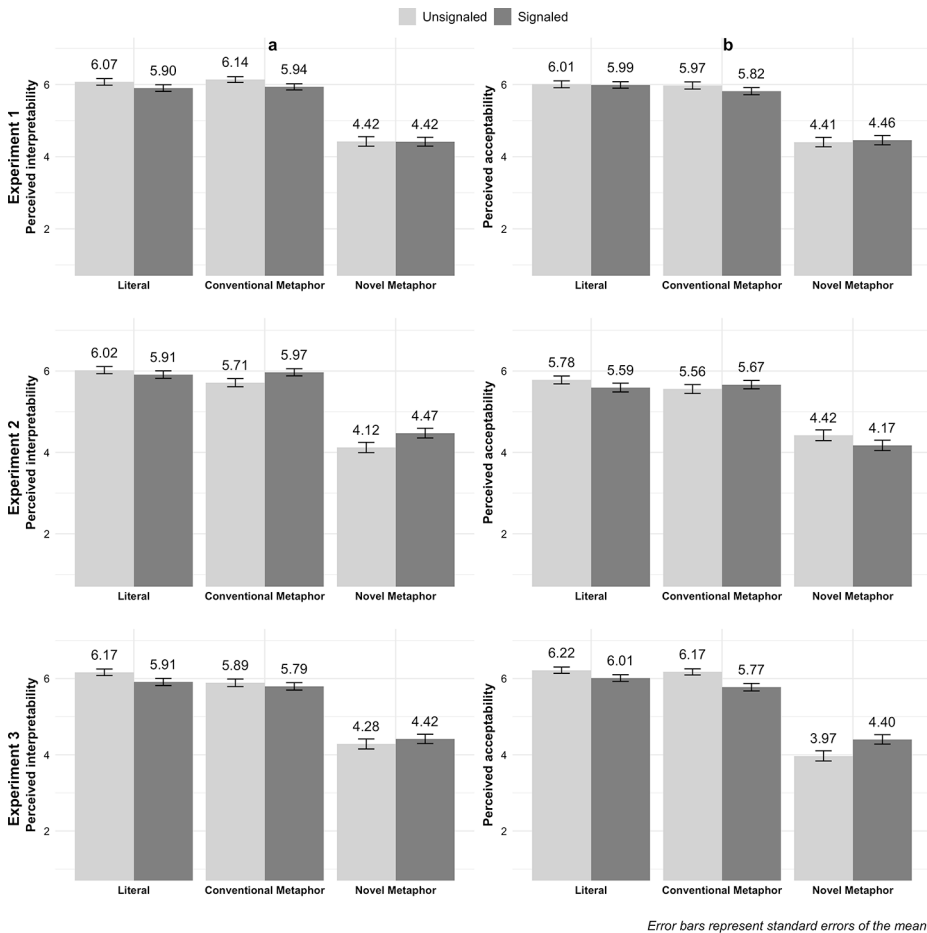 Unsignaled Signaled
a
b
Experiment 1
Perceived interpretability
6
4
2
6.07 5.90 6.14 5.94 4.42 4.42
Literal Conventional Metaphor Novel Metaphor
Perceived acceptability
6
4
2
6.01 5.99 5.97 5.82 4.41 4.46
Literal Conventional Metaphor Novel Metaphor
Experiment 2
Perceived interpretability
6
4
2
6.02 5.91 5.71 5.97 4.12 4.47
Literal Conventional Metaphor Novel Metaphor
Perceived acceptability
6
4
2
5.78 5.59 5.56 5.67 4.42 4.17
Literal Conventional Metaphor Novel Metaphor
Experiment 3
Perceived interpretability
6
4
2
6.17 5.91 5.89 5.79 4.28 4.42
Literal Conventional Metaphor Novel Metaphor
Perceived acceptability
6
4
2
6.22 6.01 6.17 5.77 3.97 4.40
Literal Conventional Metaphor Novel Metaphor
Error bars represent standard errors of the mean